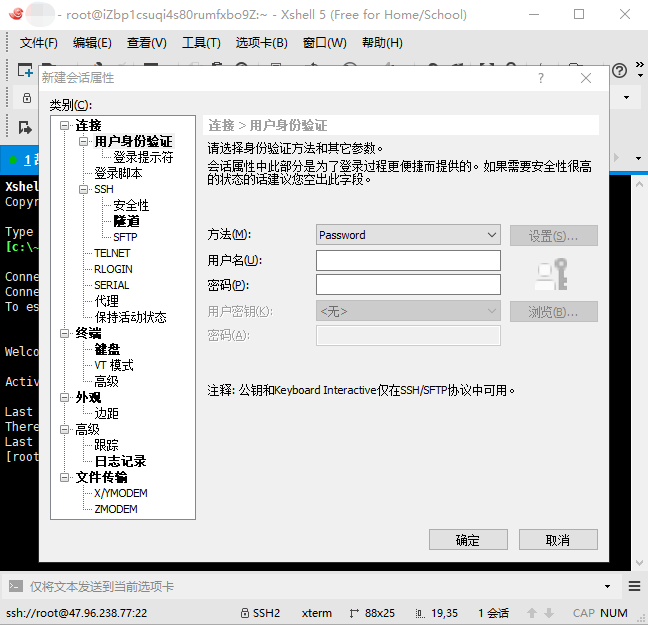 - root@iZbp1csuqi4s80rumfxbo9Z:~ - Xshell 5 (Free for Home/School)
文件(F) 编辑(E) 查看(V) 工具(T) 选项卡(B) 窗口(W) 帮助(H)
新建会话属性
类别(C):
连接
用户身份验证
登录提示符
登录脚本
SSH
安全性
隧道
SFTP
TELNET
RLOGIN
SERIAL
代理
保持活动状态
终端
键盘
VT 模式
高级
外观
边距
高级
跟踪
日志记录
文件传输
X/YMODEM
ZMODEM
连接 > 用户身份验证
请选择身份验证方法和其它参数。
会话属性中此部分是为了登录过程更便捷而提供的。如果需要安全性很高
的状态的话建议您空出此字段。
方法(M): Password 设置(S)...
用户名(U):
密码(P):
用户密钥(K): <无> 浏览(B)...
密码(A):
注释: 公钥和Keyboard Interactive仅在SSH/SFTP协议中可用。
确定 取消
1
Xshel
Copyr
Type
[c:\~
Conne
Conne
To es
Welco
Activ
Last
There
Last
[root
仅将文本发送到当前选项卡
ssh://root@47.96.238.77:22 SSH2 xterm 88x25 19,35 1 会话 CAP NUM